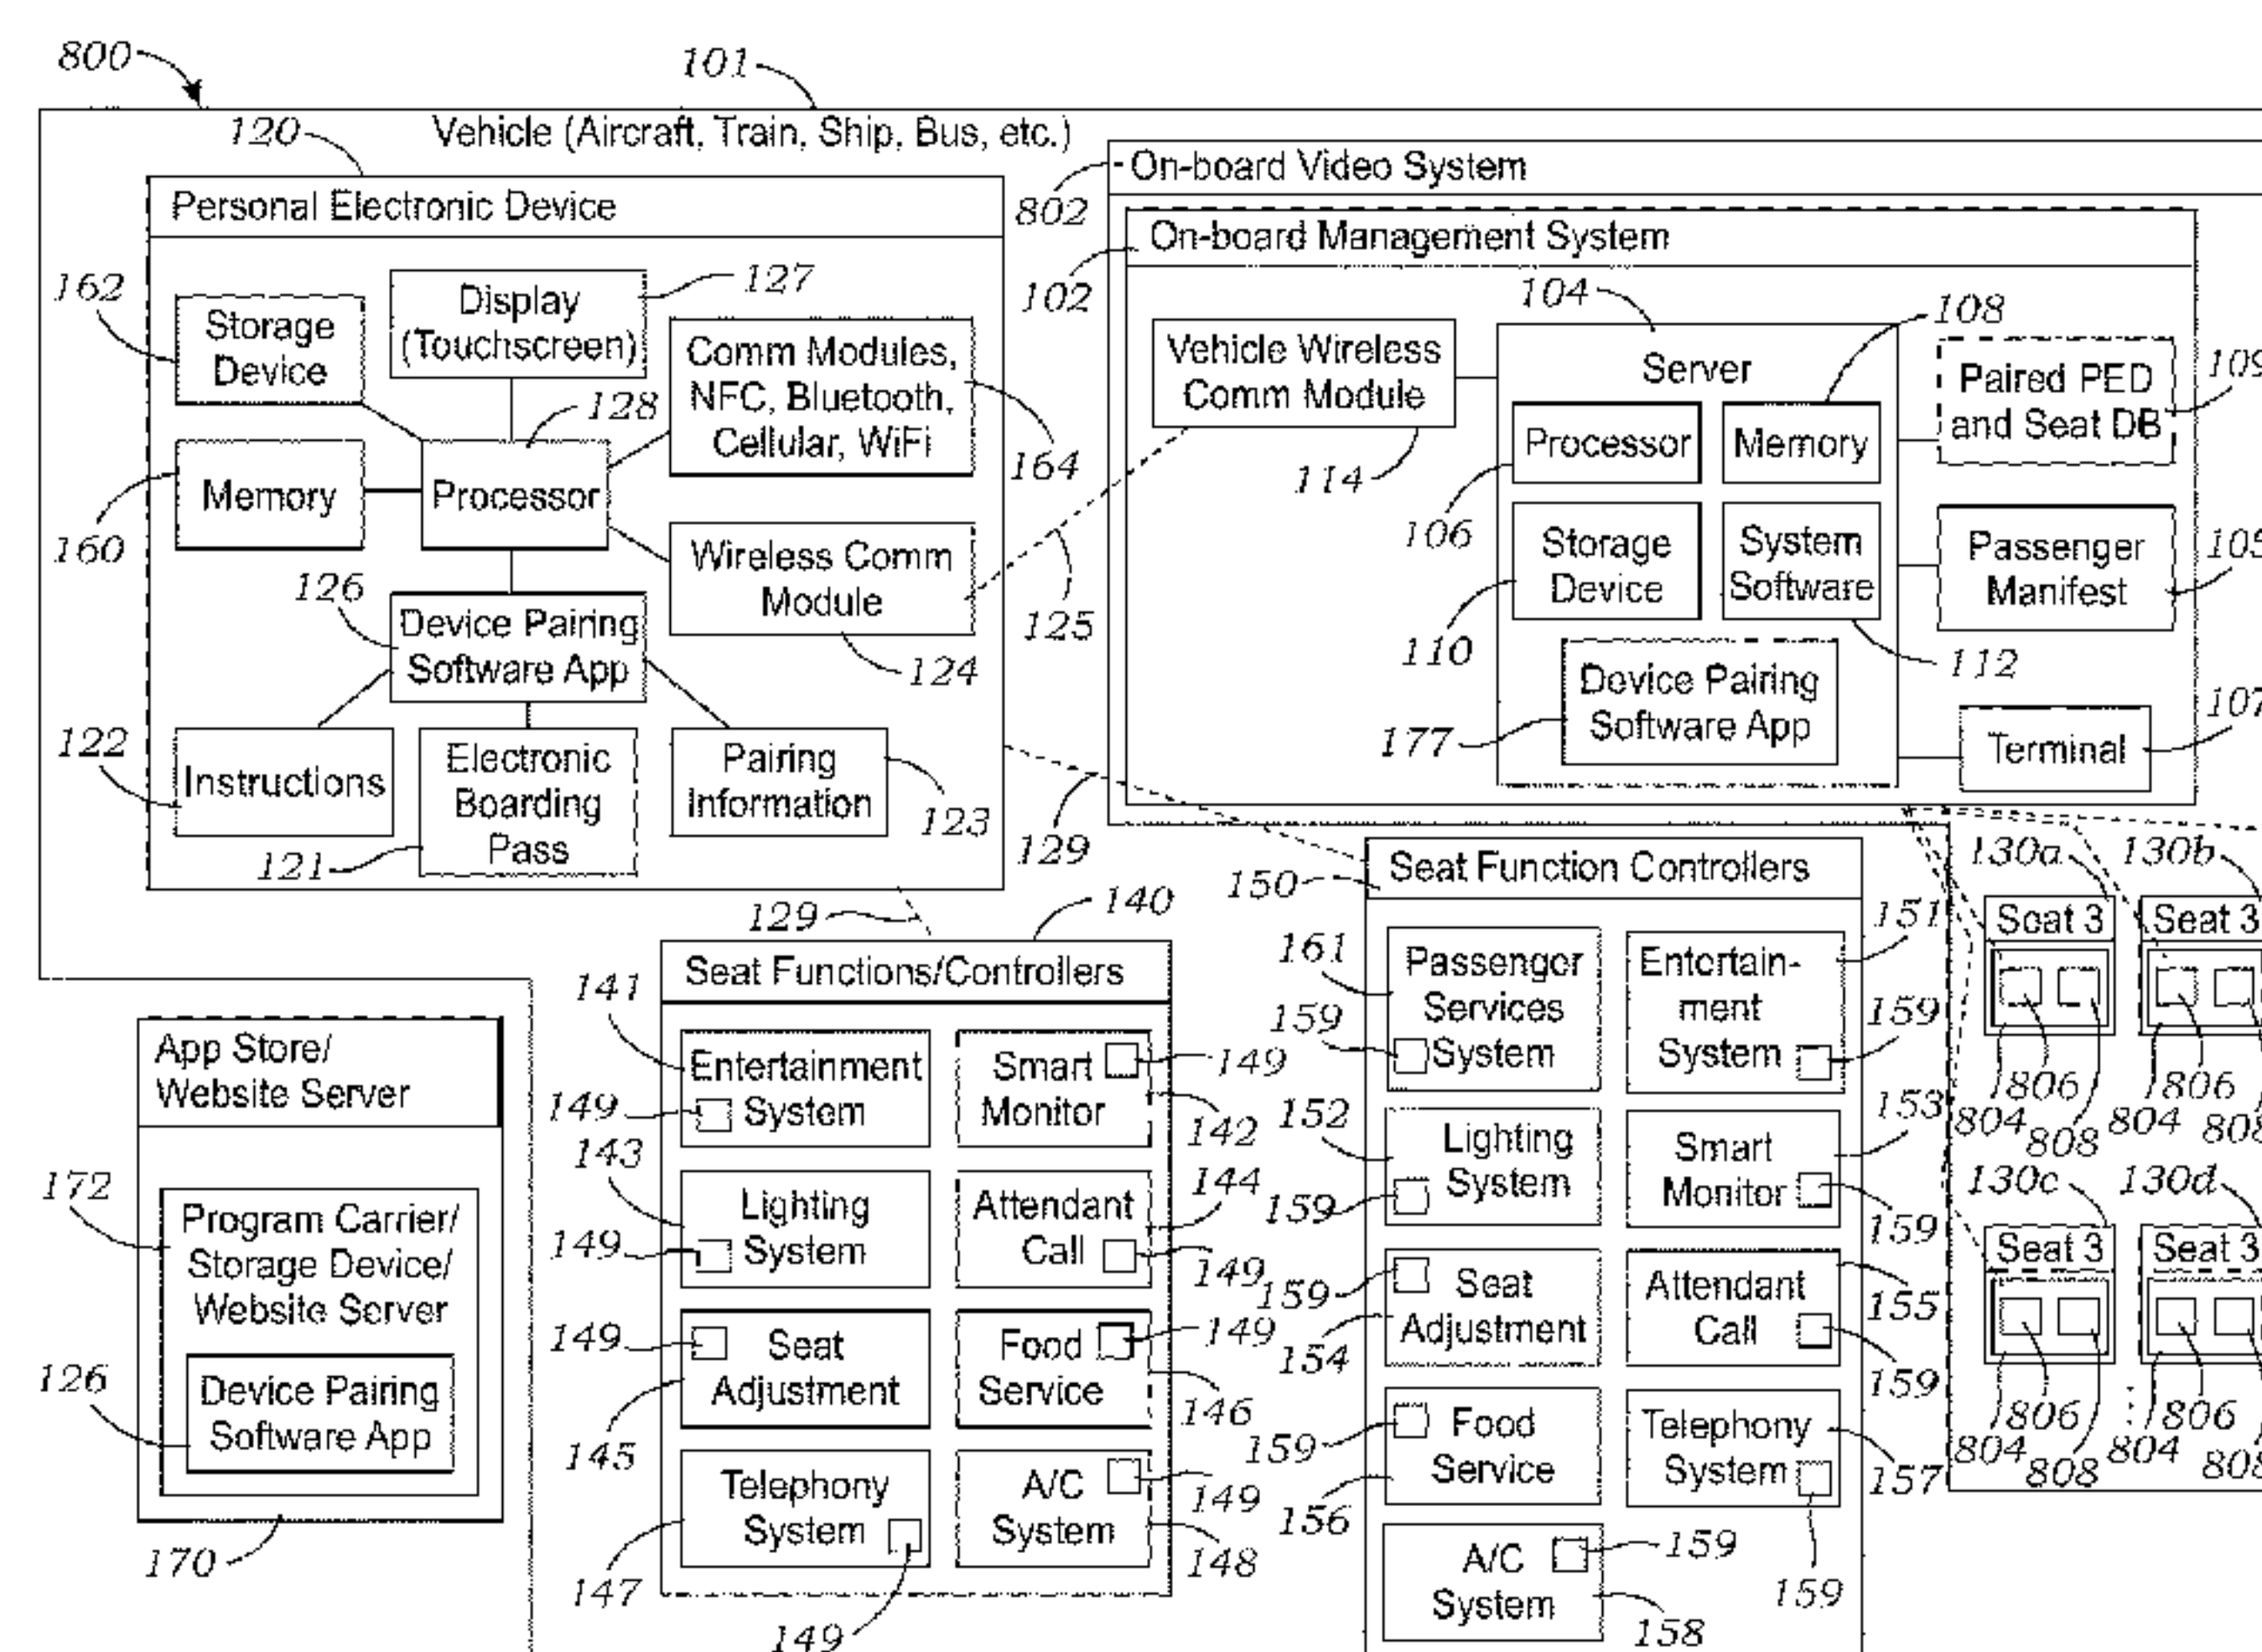 800
101
120
Vehicle (Aircraft, Train, Ship, Bus, etc.)
Personal Electronic Device
162
Storage
Device
Display
(Touchscreen)
127
Comm Modules,
NFC, Bluetooth,
Cellular, WiFi
164
128
Memory
160
Processor
Wireless Comm
Module
124
125
126
Device Pairing
Software App
122
Instructions
Electronic
Boarding
Pass
121
Pairing
Information
123
129
129
802
On-board Video System
On-board Management System
102
104
108
Vehicle Wireless
Comm Module
114
Server
Processor
106
Memory
Storage
Device
110
System
Software
112
Device Pairing
Software App
177
Paired PED
and Seat DB
109
Passenger
Manifest
105
Terminal
107
App Store/
Website Server
172
Program Carrier/
Storage Device/
Website Server
126
Device Pairing
Software App
170
140
Seat Functions/Controllers
141
Entertainment
System
149
Smart
Monitor
149
142
143
Lighting
System
149
Attendant
Call
144
149
149
Seat
Adjustment
145
Food
Service
149
146
Telephony
System
147
149
A/C
System
149
148
150
Seat Function Controllers
161
Passenger
Services
System
159
151
Entertain-
ment
System
159
152
Lighting
System
159
153
Smart
Monitor
159
159
Seat
Adjustment
154
Attendant
Call
155
159
159
Food
Service
156
Telephony
System
157
159
A/C
System
159
158
130a
130b
Seat 3
Seat 3
806
806
804
808
804
808
130c
130d
Seat 3
Seat 3
806
806
804
808
804
808